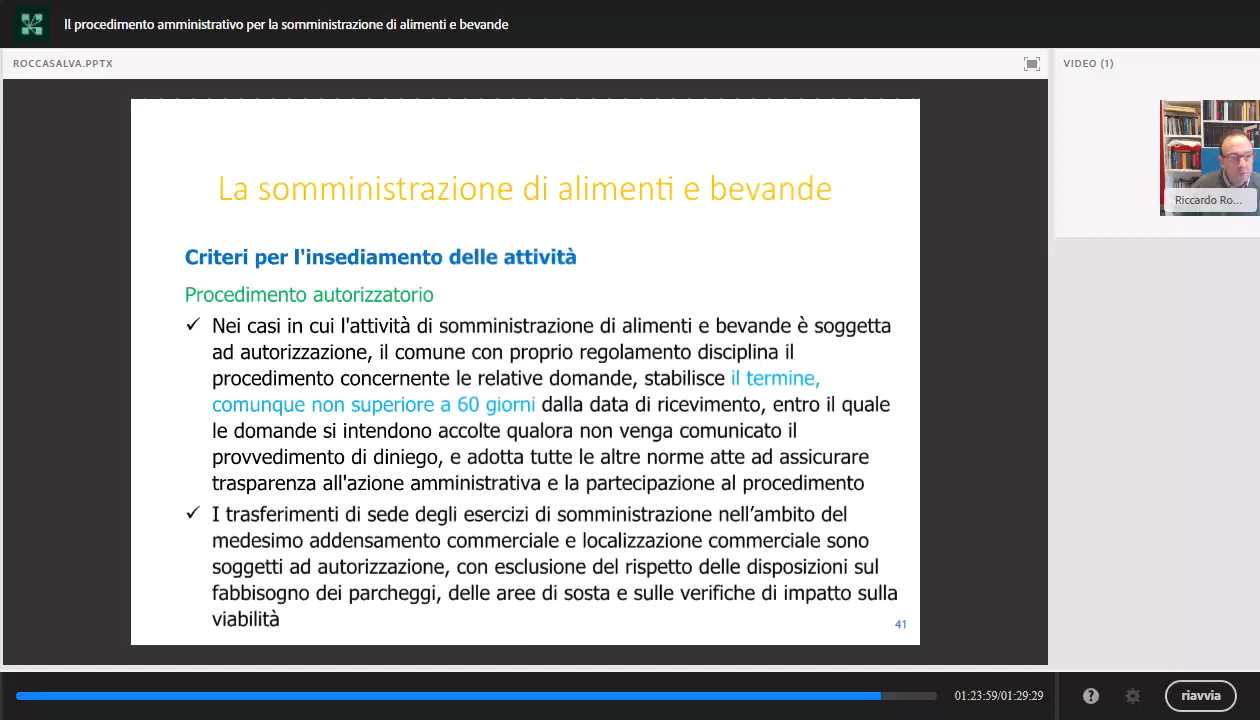 Il procedimento amministrativo per la somministrazione di alimenti e bevande
ROCCASALVA.PPTX
VIDEO (1)
La somministrazione di alimenti e bevande
Criteri per l'insediamento delle attività
Procedimento autorizzatorio
✓ Nei casi in cui l'attività di somministrazione di alimenti e bevande è soggetta
ad autorizzazione, il comune con proprio regolamento disciplina il
procedimento concernente le relative domande, stabilisce il termine,
comunque non superiore a 60 giorni dalla data di ricevimento, entro il quale
le domande si intendono accolte qualora non venga comunicato il
provvedimento di diniego, e adotta tutte le altre norme atte ad assicurare
trasparenza all'azione amministrativa e la partecipazione al procedimento
✓ I trasferimenti di sede degli esercizi di somministrazione nell’ambito del
medesimo addensamento commerciale e localizzazione commerciale sono
soggetti ad autorizzazione, con esclusione del rispetto delle disposizioni sul
fabbisogno dei parcheggi, delle aree di sosta e sulle verifiche di impatto sulla
viabilità
41
Riccardo Ro...
01:23:59/01:29:29
?
riavvia